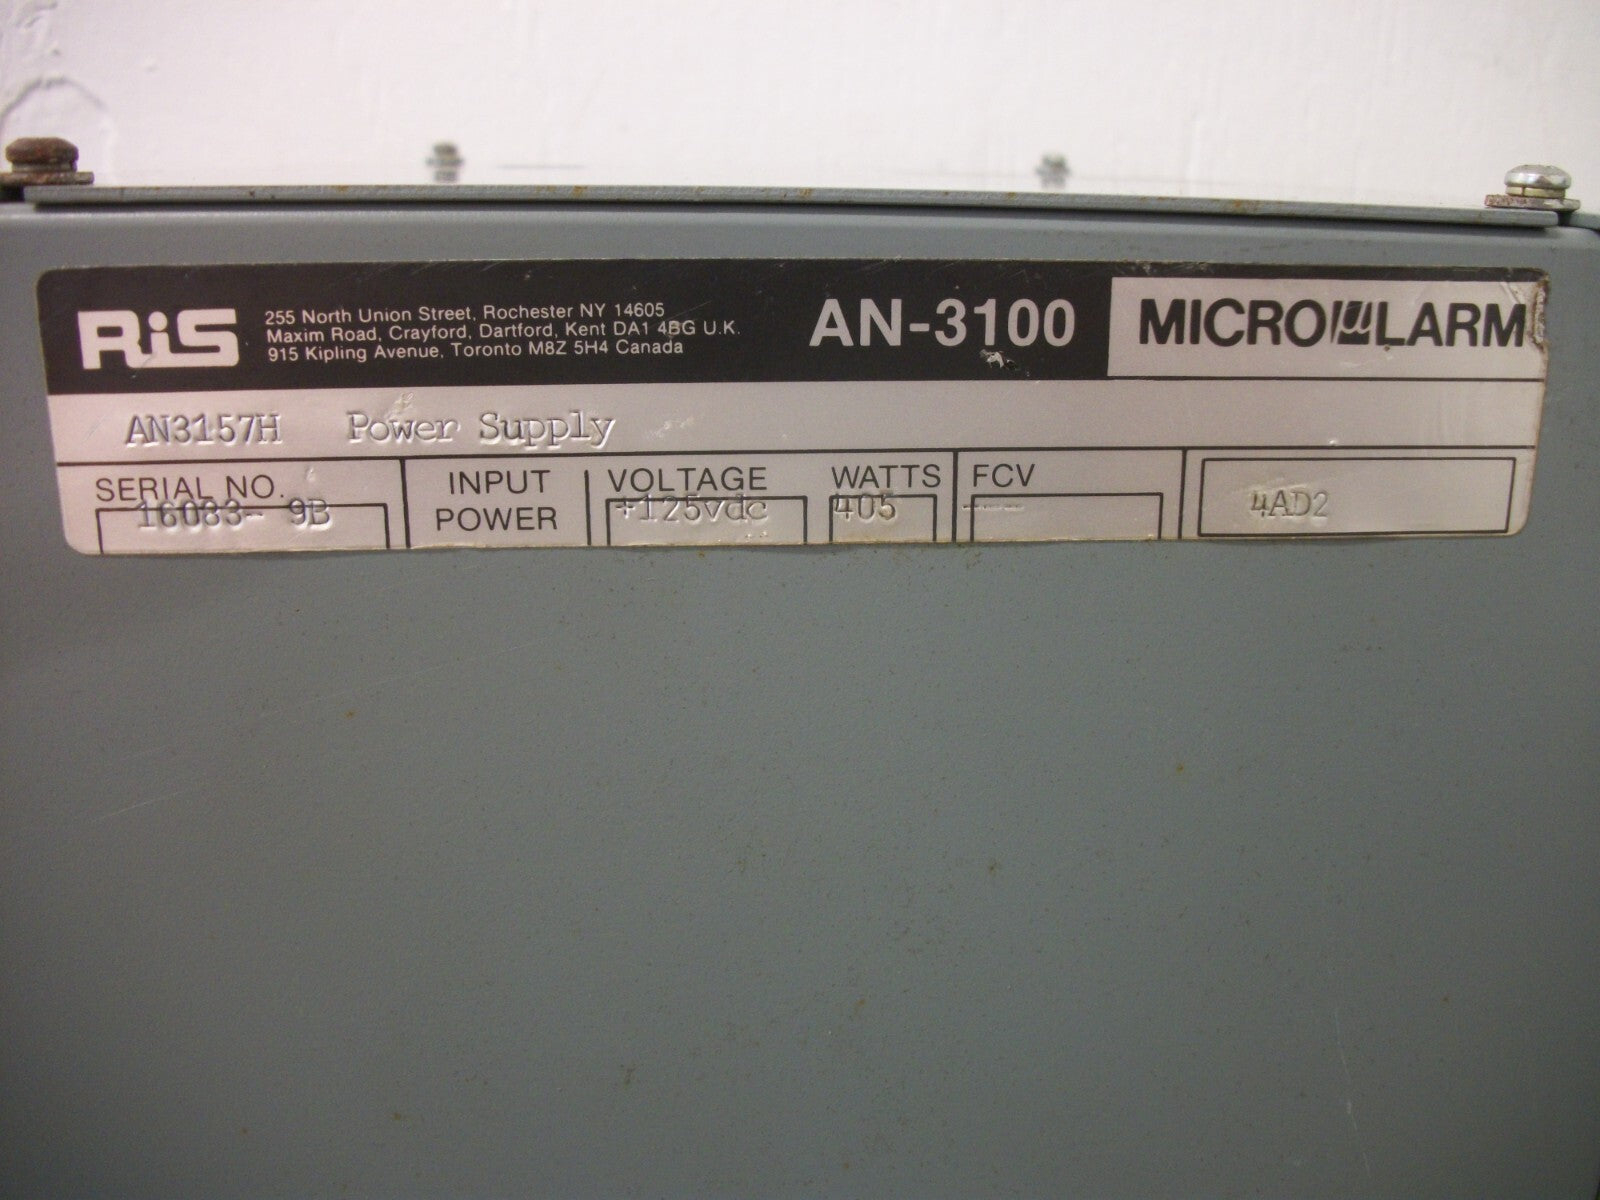 RiS
255 North Union Street, Rochester NY 14605
Maxim Road, Crayford, Dartford, Kent DA1 4BG U.K.
915 Kipling Avenue, Toronto M8Z 5H4 Canada
AN-3100
MICROµLARM
AN3157H Power Supply
SERIAL NO.
16083- 9B
INPUT
POWER
VOLTAGE
+125vdc
WATTS
405
FCV
----
4AD2